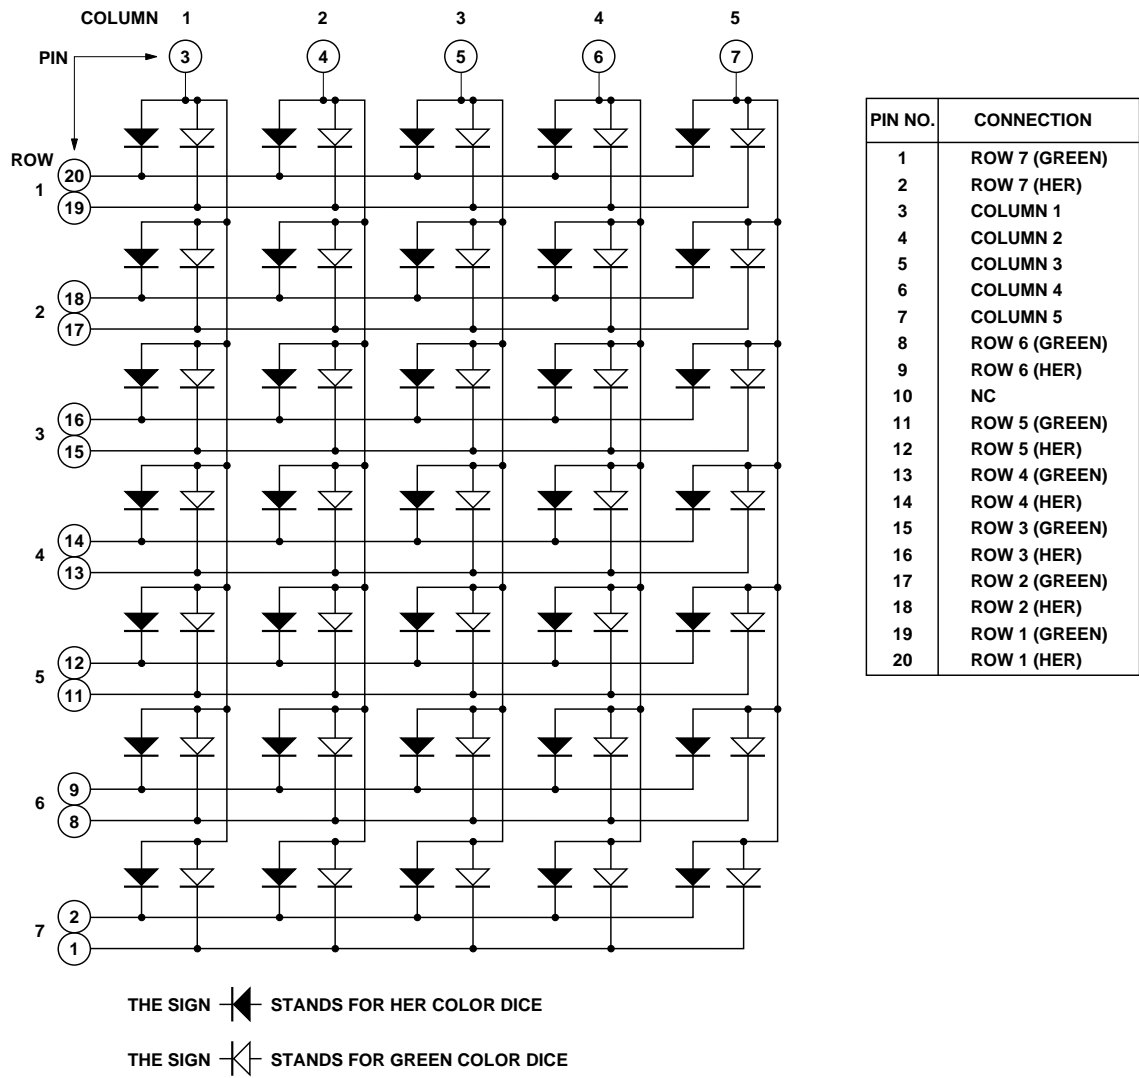 COLUMN 1 2 3 4 5
PIN 3 4 5 6 7
ROW
1 20
19
2 18
17
3 16
15
4 14
13
5 12
11
6 9
8
7 2
1
THE SIGN STANDS FOR HER COLOR DICE
THE SIGN STANDS FOR GREEN COLOR DICE
PIN NO. CONNECTION
1 ROW 7 (GREEN)
2 ROW 7 (HER)
3 COLUMN 1
4 COLUMN 2
5 COLUMN 3
6 COLUMN 4
7 COLUMN 5
8 ROW 6 (GREEN)
9 ROW 6 (HER)
10 NC
11 ROW 5 (GREEN)
12 ROW 5 (HER)
13 ROW 4 (GREEN)
14 ROW 4 (HER)
15 ROW 3 (GREEN)
16 ROW 3 (HER)
17 ROW 2 (GREEN)
18 ROW 2 (HER)
19 ROW 1 (GREEN)
20 ROW 1 (HER)